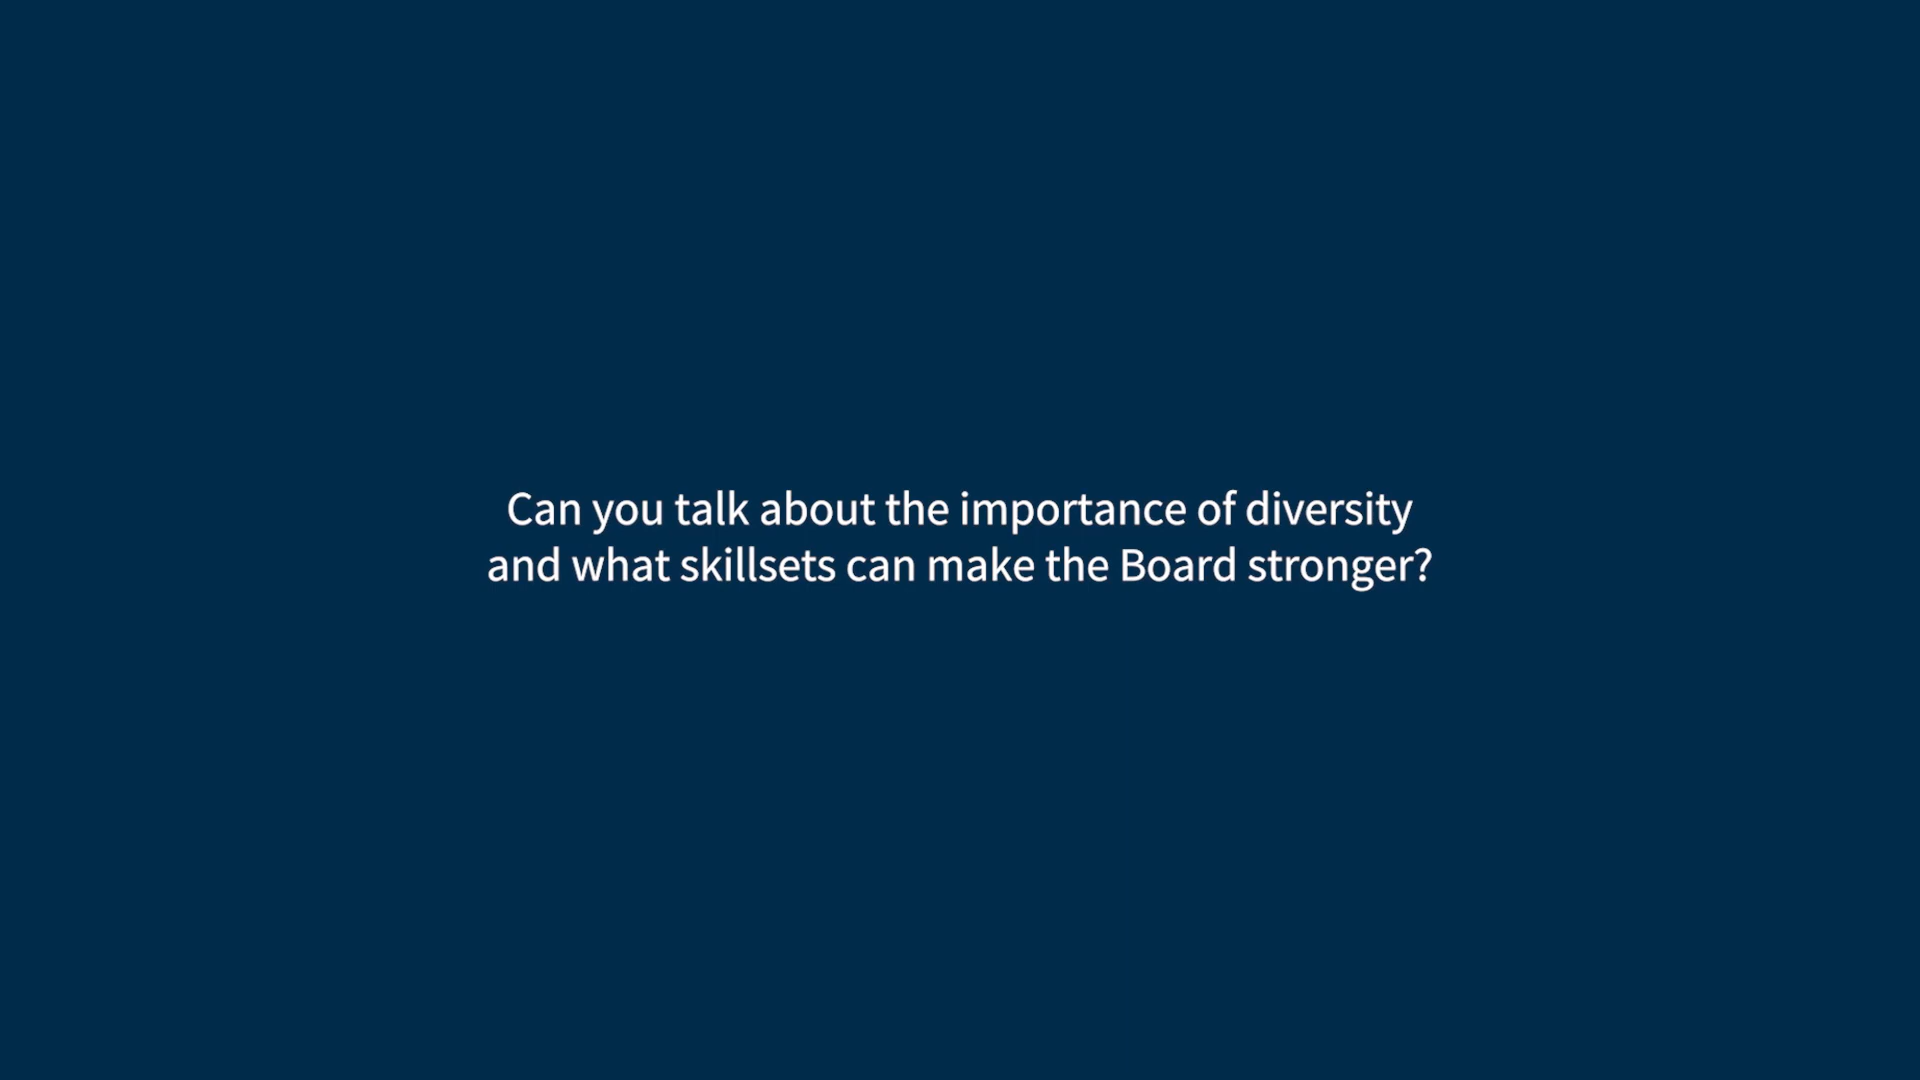 Can you talk about the importance of diversity
and what skillsets can make the Board stronger?